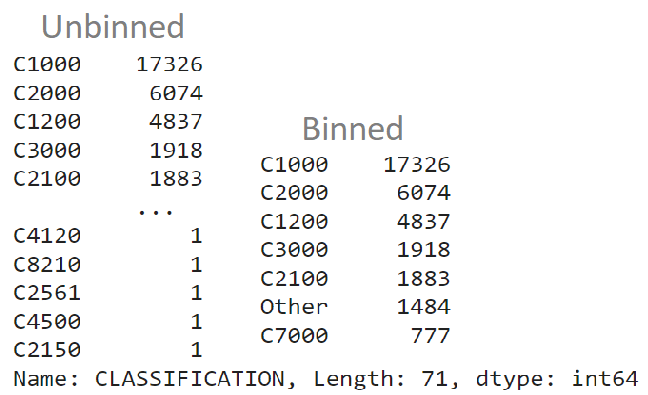 Unbinned
C1000 17326
C2000 6074
C1200 4837
C3000 1918
C2100 1883
...
C4120 1
C8210 1
C2561 1
C4500 1
C2150 1
Binned
C1000 17326
C2000 6074
C1200 4837
C3000 1918
C2100 1883
Other 1484
C7000 777
Name: CLASSIFICATION, Length: 71, dtype: int64